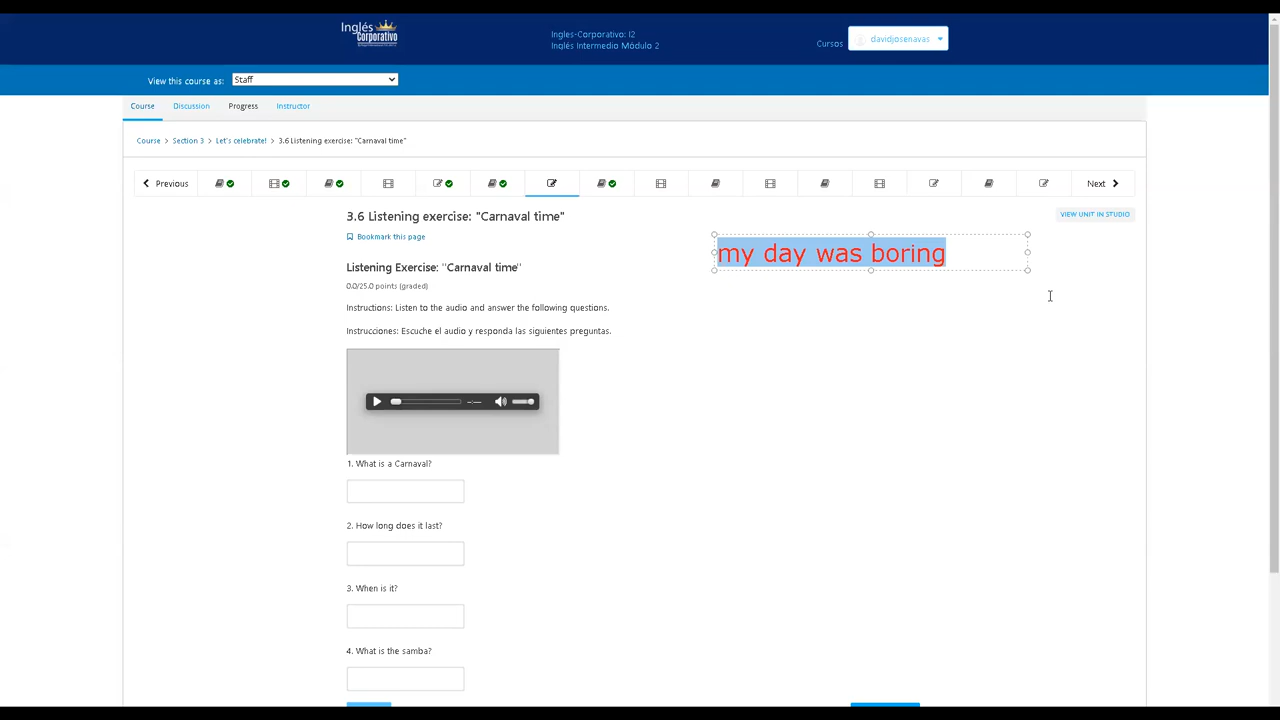 Inglés
Corporativo
Ingles-Corporativo: I2
Inglés Intermedio Módulo 2
Cursos
davidjosenavas
View this course as:
Staff
Course
Discussion
Progress
Instructor
Course > Section 3 > Let's celebrate! > 3.6 Listening exercise: "Carnaval time"
Previous
Next
VIEW UNIT IN STUDIO
3.6 Listening exercise: "Carnaval time"
Bookmark this page
my day was boring
Listening Exercise: "Carnaval time"
0.0/25.0 points (graded)
Instructions: Listen to the audio and answer the following questions.
Instrucciones: Escuche el audio y responda las siguientes preguntas.
--:--
1. What is a Carnaval?
2. How long does it last?
3. When is it?
4. What is the samba?